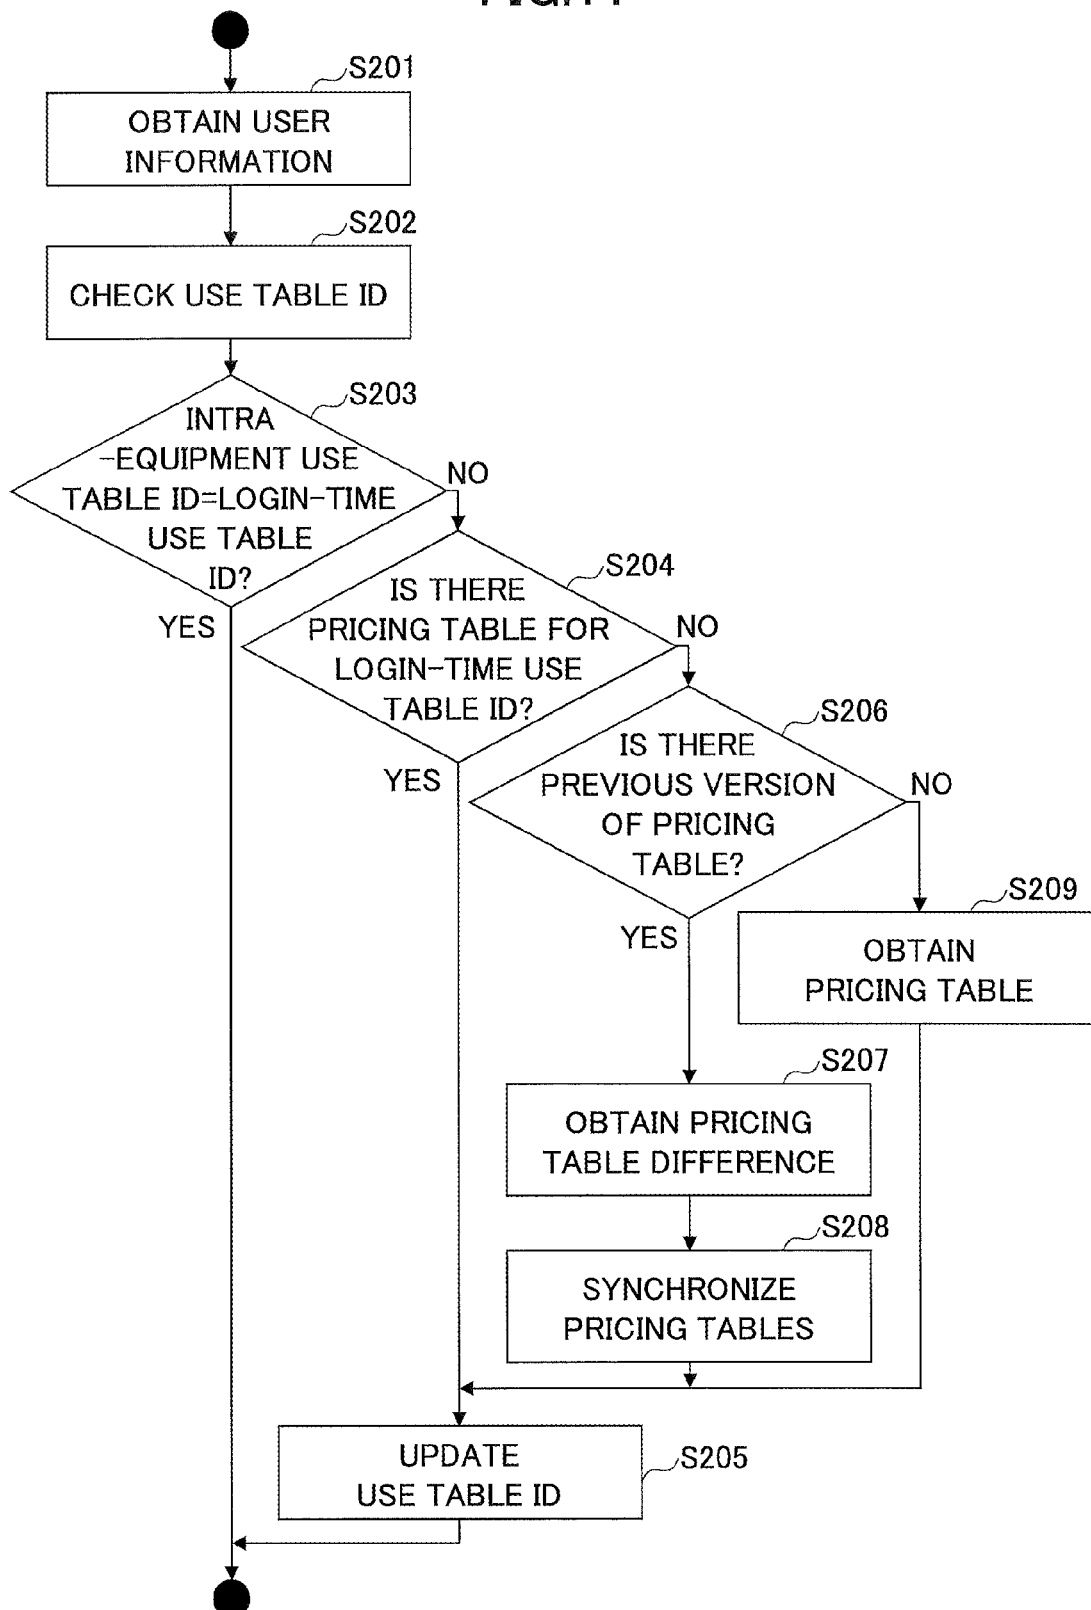 S201
OBTAIN USER
INFORMATION
S202
CHECK USE TABLE ID
S203
INTRA
-EQUIPMENT USE
TABLE ID=LOGIN-TIME
USE TABLE
ID?
NO
YES
S204
IS THERE
PRICING TABLE FOR
LOGIN-TIME USE
TABLE ID?
NO
YES
S206
IS THERE
PREVIOUS VERSION
OF PRICING
TABLE?
NO
YES
S209
OBTAIN
PRICING TABLE
S207
OBTAIN PRICING
TABLE DIFFERENCE
S208
SYNCHRONIZE
PRICING TABLES
UPDATE
USE TABLE ID
S205